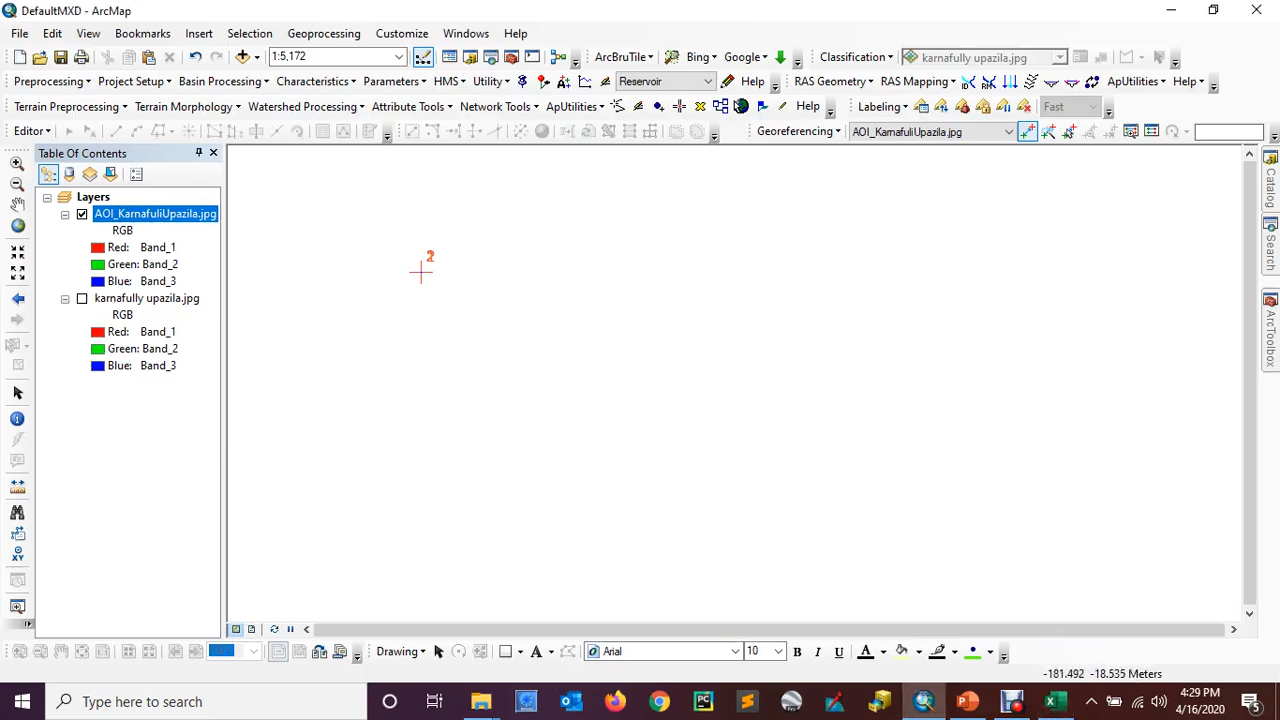 DefaultMXD - ArcMap
File Edit View Bookmarks Insert Selection Geoprocessing Customize Windows Help
1:5,172 ArcBruTile Bing Google Classification karnafully upazila.jpg
Preprocessing Project Setup Basin Processing Characteristics Parameters HMS Utility Reservoir Help RAS Geometry RAS Mapping ApUtilities Help
Terrain Preprocessing Terrain Morphology Watershed Processing Attribute Tools Network Tools ApUtilities Help Labeling Fast
Editor Georeferencing AOI_KarnafuliUpazila.jpg
Table Of Contents
Layers
AOI_KarnafuliUpazila.jpg
RGB
Red: Band_1
Green: Band_2
Blue: Band_3
karnafully upazila.jpg
RGB
Red: Band_1
Green: Band_2
Blue: Band_3
2
XY
Catalog
Search
ArcToolbox
Drawing A Arial 10 B I U A
-181.492 -18.535 Meters
Type here to search
PC
Pro
4:29 PM
4/16/2020
5